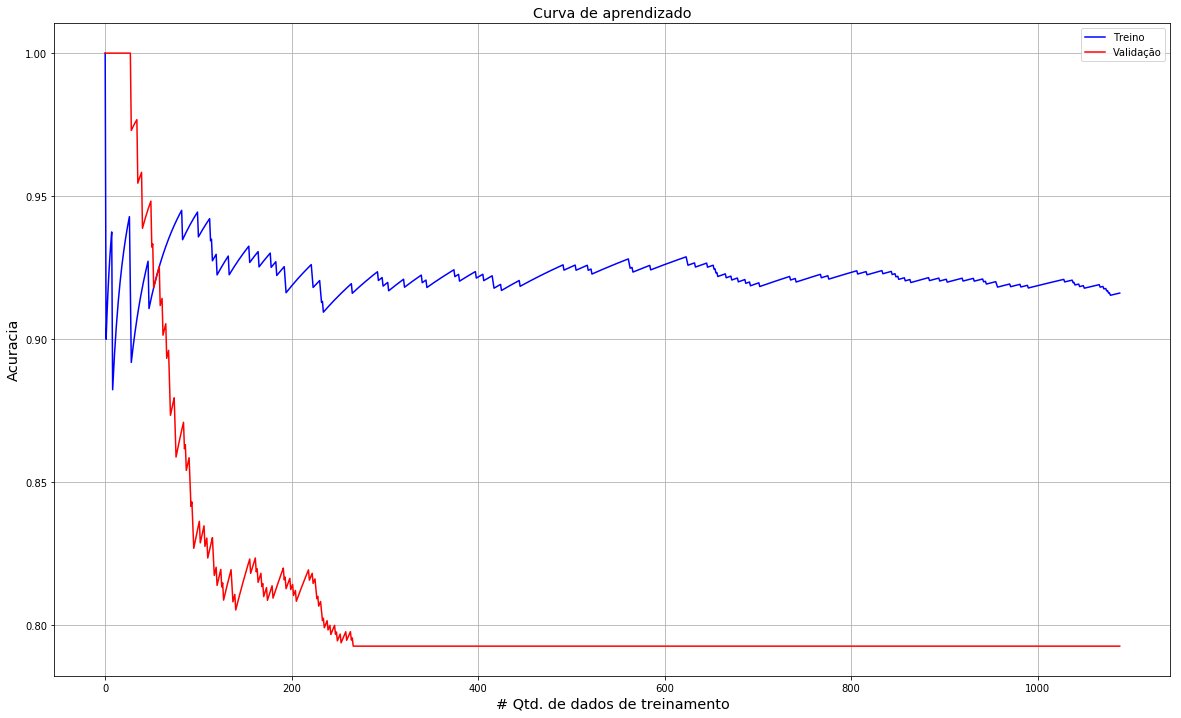 Curva de aprendizado
Treino
Validação
1.00
0.95
0.90
0.85
0.80
Acuracia
0
200
400
600
800
1000
# Qtd. de dados de treinamento